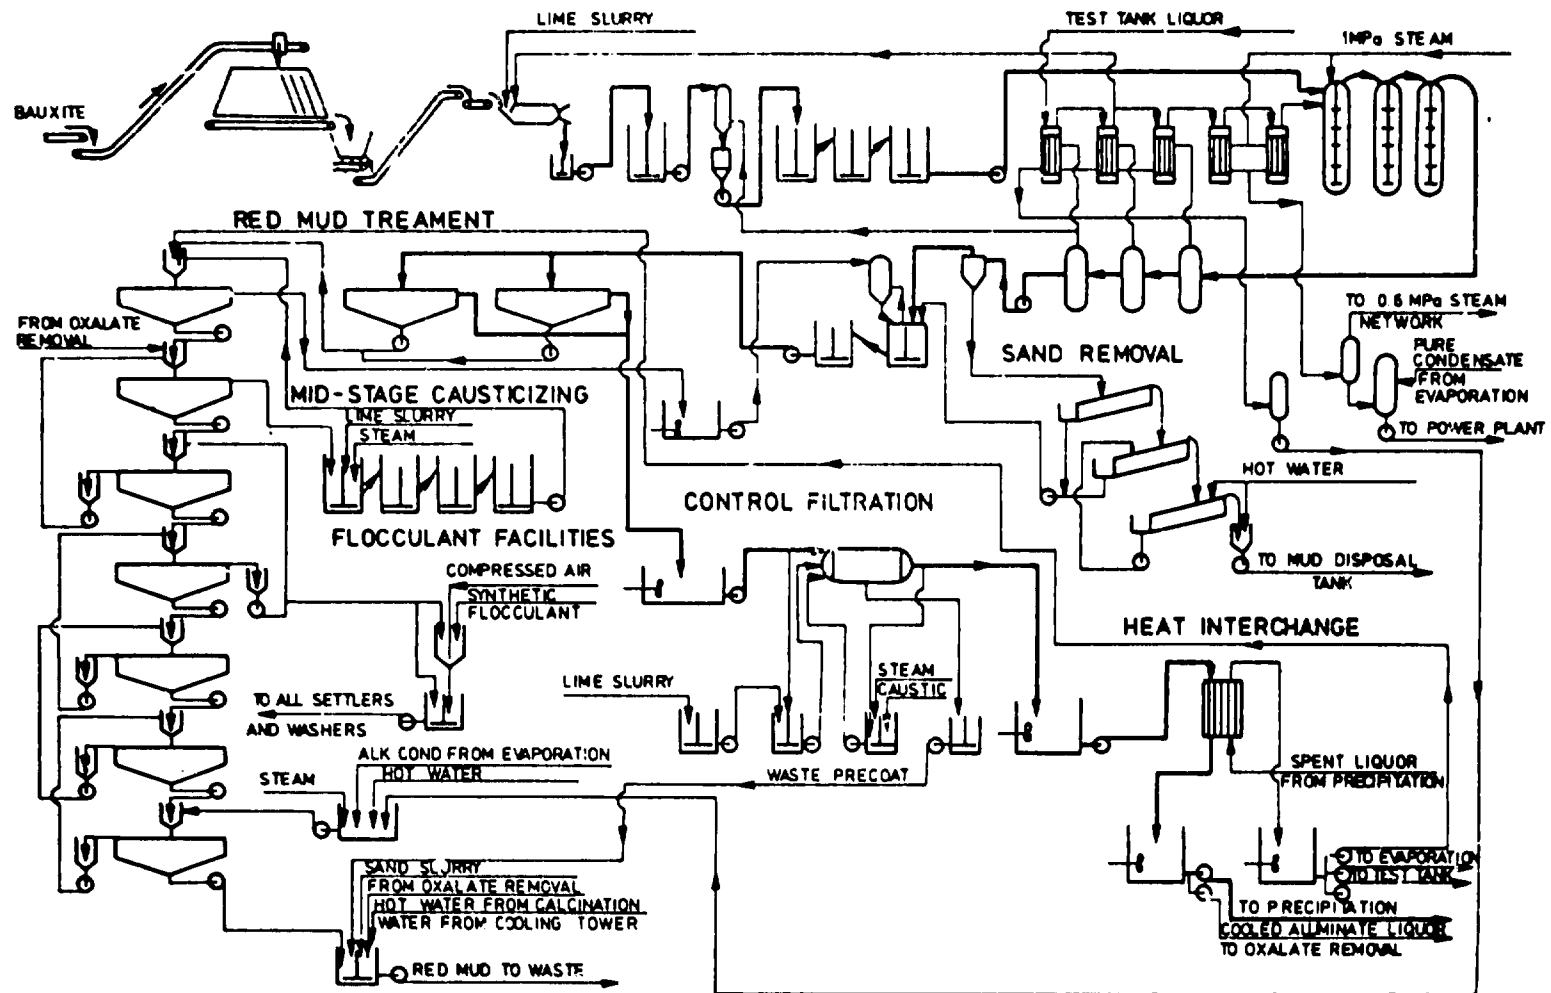 LIME SLURRY
TEST TANK LIQUOR
1MPa STEAM
BAUXITE
RED MUD TREAMENT
FROM OXALATE
REMOVAL
TO 0.6 MPa STEAM
NETWORK
PURE
CONDENSATE
FROM
EVAPORATION
TO POWER PLANT
SAND REMOVAL
MID-STAGE CAUSTICIZING
LIME SLURRY
STEAM
HOT WATER
CONTROL FILTRATION
FLOCCULANT FACILITIES
COMPRESSED AIR
SYNTHETIC
FLOCCULANT
TO MUD DISPOSAL
TANK
HEAT INTERCHANGE
LIME SLURRY
STEAM
CAUSTIC
TO ALL SETTLERS
AND WASHERS
ALK COND FROM EVAPORATION
HOT WATER
STEAM
WASTE PRECOAT
SPENT LIQUOR
FROM PRECIPITATION
TO EVAPORATION
TO TEST TANK
SAND SLURRY
FROM OXALATE REMOVAL
HOT WATER FROM CALCINATION
WATER FROM COOLING TOWER
TO PRECIPITATION
COOLED ALUMINATE LIQUOR
TO OXALATE REMOVAL
RED MUD TO WASTE